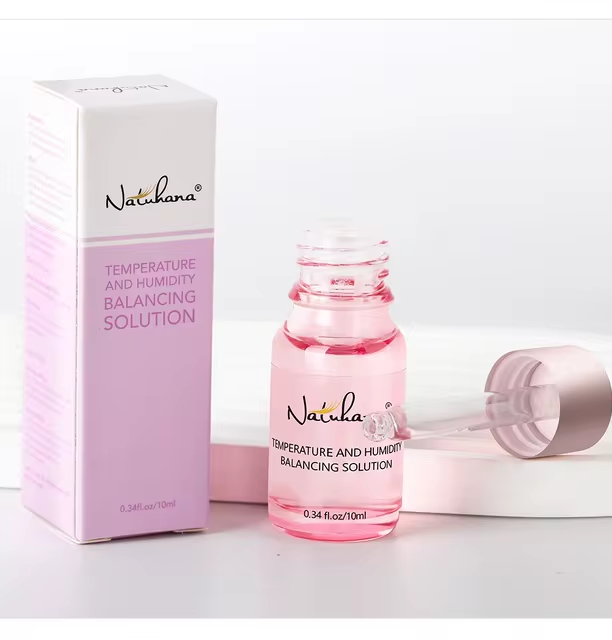 Natuhana®
TEMPERATURE
AND HUMIDITY
BALANCING
SOLUTION
0.34fl.oz/10ml
Natuha
TEMPERATURE AND HUMIDITY
BALANCING SOLUTION
0.34 fl.oz/10ml